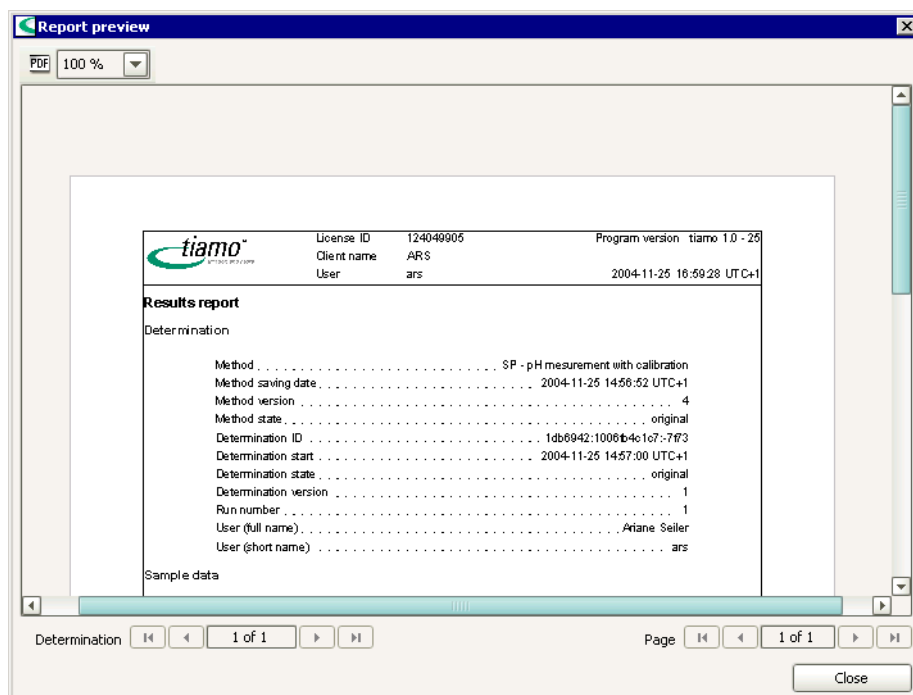 Report preview
PDF 100 %
tiamo™
License ID 124049905 Program version tiamo 1.0 - 25
Client name ARS
User ars 2004-11-25 16:59:28 UTC+1
Results report
Determination
Method . . . . . . . . . . . . . . . . . . . . . . . . . . . SP - pH mesurement with calibration
Method saving date . . . . . . . . . . . . . . . . . . . . . . . . 2004-11-25 14:56:52 UTC+1
Method version . . . . . . . . . . . . . . . . . . . . . . . . . . . . . . . . . . . . . . . . . . 4
Method state . . . . . . . . . . . . . . . . . . . . . . . . . . . . . . . . . . . . . . . . original
Determination ID . . . . . . . . . . . . . . . . . . . . . . . . . . 1db6942:1006fb4c1c7:-7f73
Determination start . . . . . . . . . . . . . . . . . . . . . . . . 2004-11-25 14:57:00 UTC+1
Determination state . . . . . . . . . . . . . . . . . . . . . . . . . . . . . . . . . . . . original
Determination version . . . . . . . . . . . . . . . . . . . . . . . . . . . . . . . . . . . . . . 1
Run number . . . . . . . . . . . . . . . . . . . . . . . . . . . . . . . . . . . . . . . . . . . 1
User (full name) . . . . . . . . . . . . . . . . . . . . . . . . . . . . . . . . . . . Ariane Seiler
User (short name) . . . . . . . . . . . . . . . . . . . . . . . . . . . . . . . . . . . . . . . ars
Sample data
Determination 1 of 1 Page 1 of 1
Close